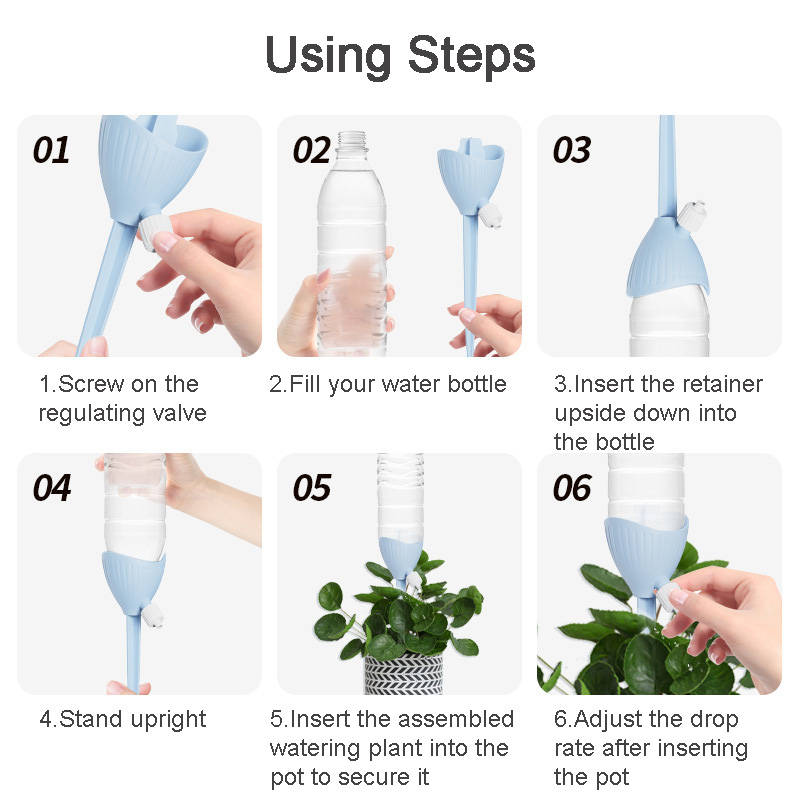 Using Steps
01
02
03
1.Screw on the
regulating valve
2.Fill your water bottle
3.Insert the retainer
upside down into
the bottle
04
05
06
4.Stand upright
5.Insert the assembled
watering plant into the
pot to secure it
6.Adjust the drop
rate after inserting
the pot